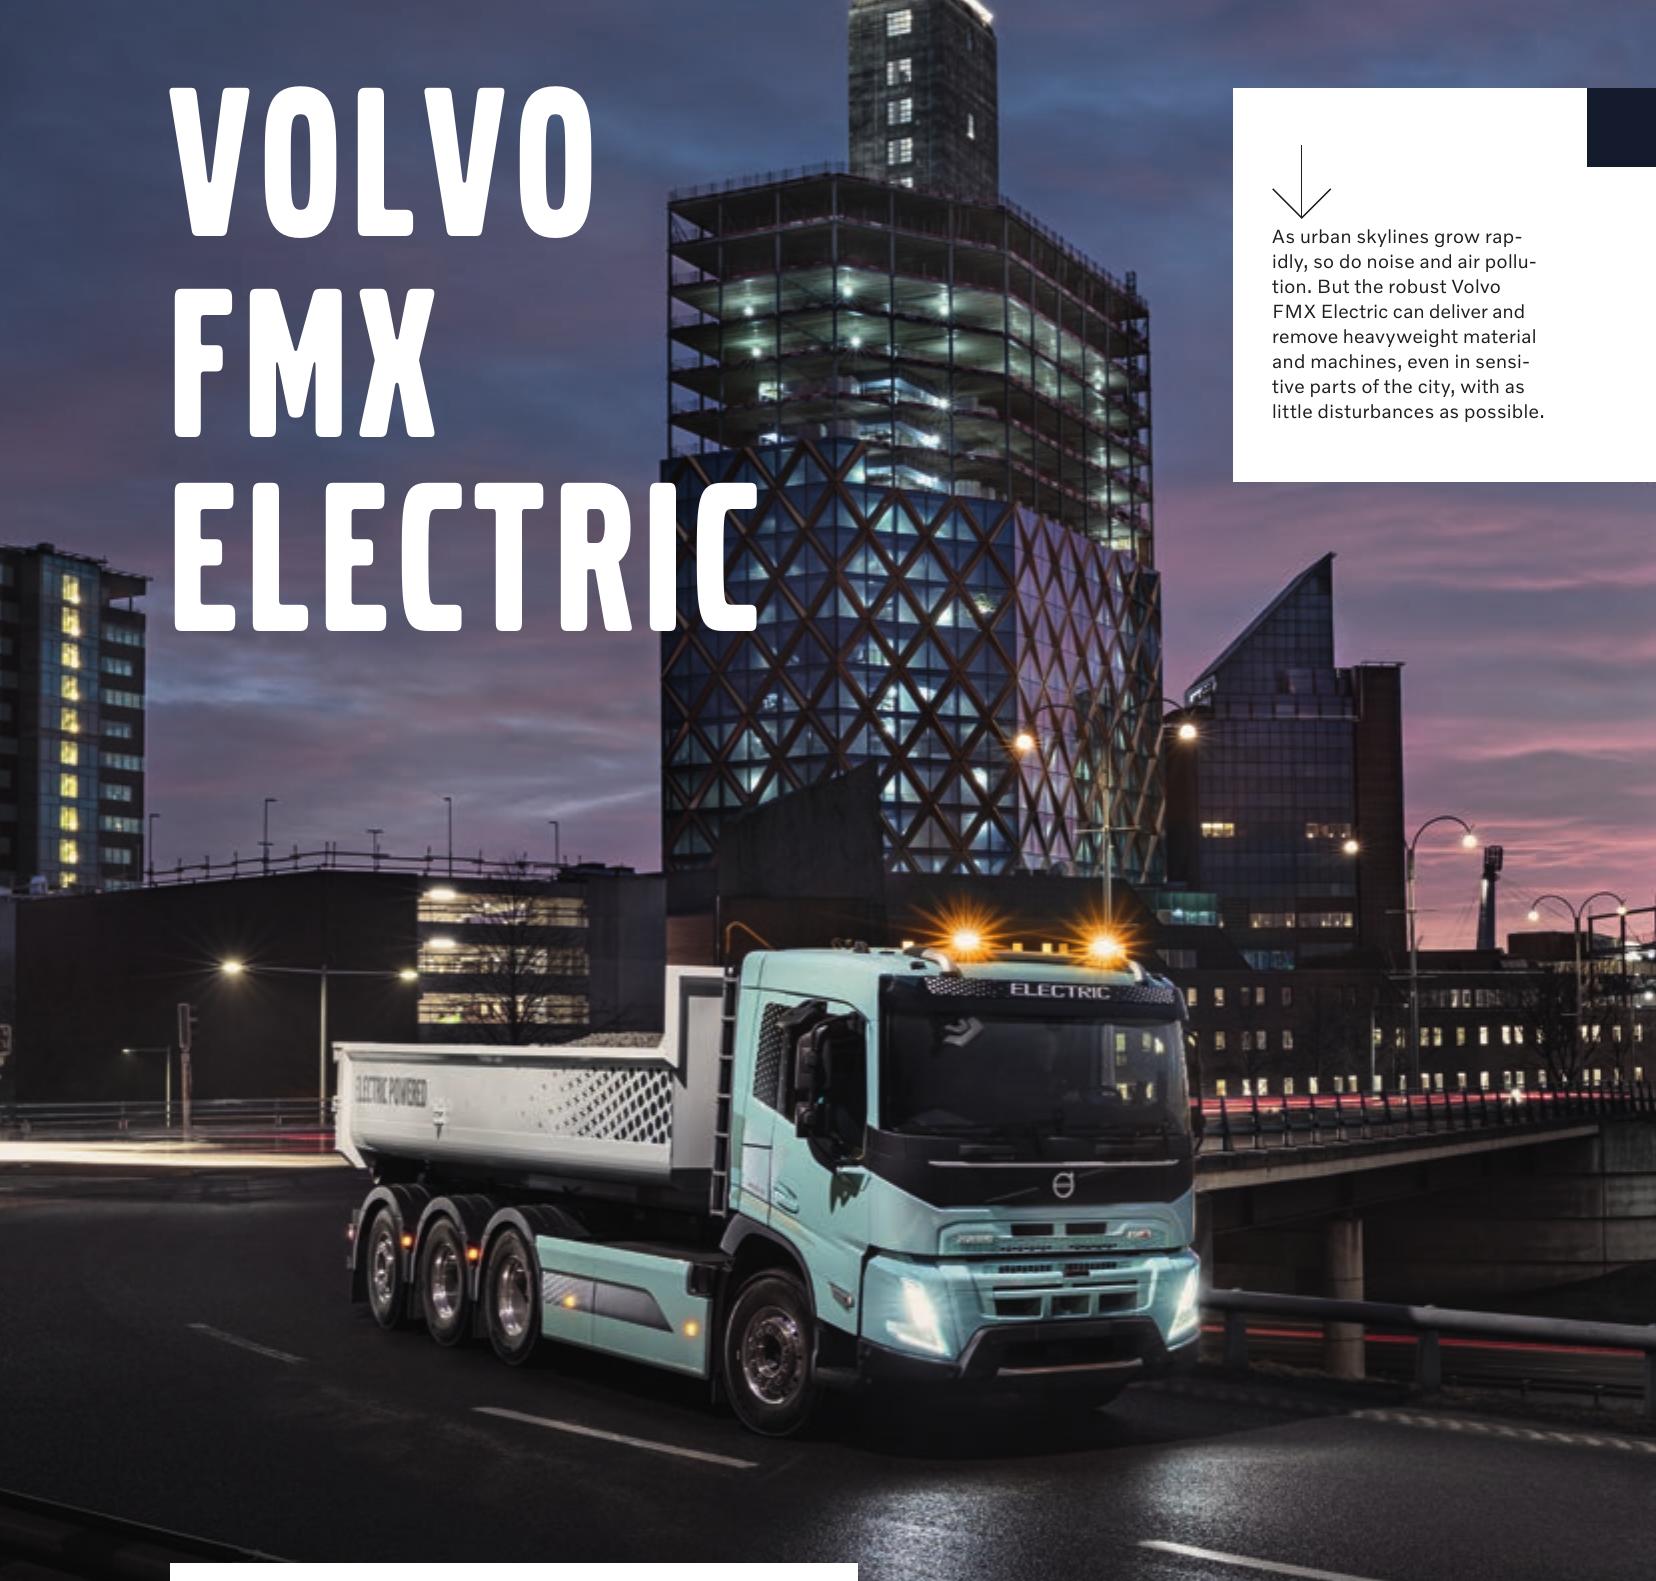 VOLVO
FMX
ELECTRIC
As urban skylines grow rap-
idly, so do noise and air pollu-
tion. But the robust Volvo
FMX Electric can deliver and
remove heavyweight material
and machines, even in sensi-
tive parts of the city, with as
little disturbances as possible.
ELECTRIC
ELECTRIC POWERED